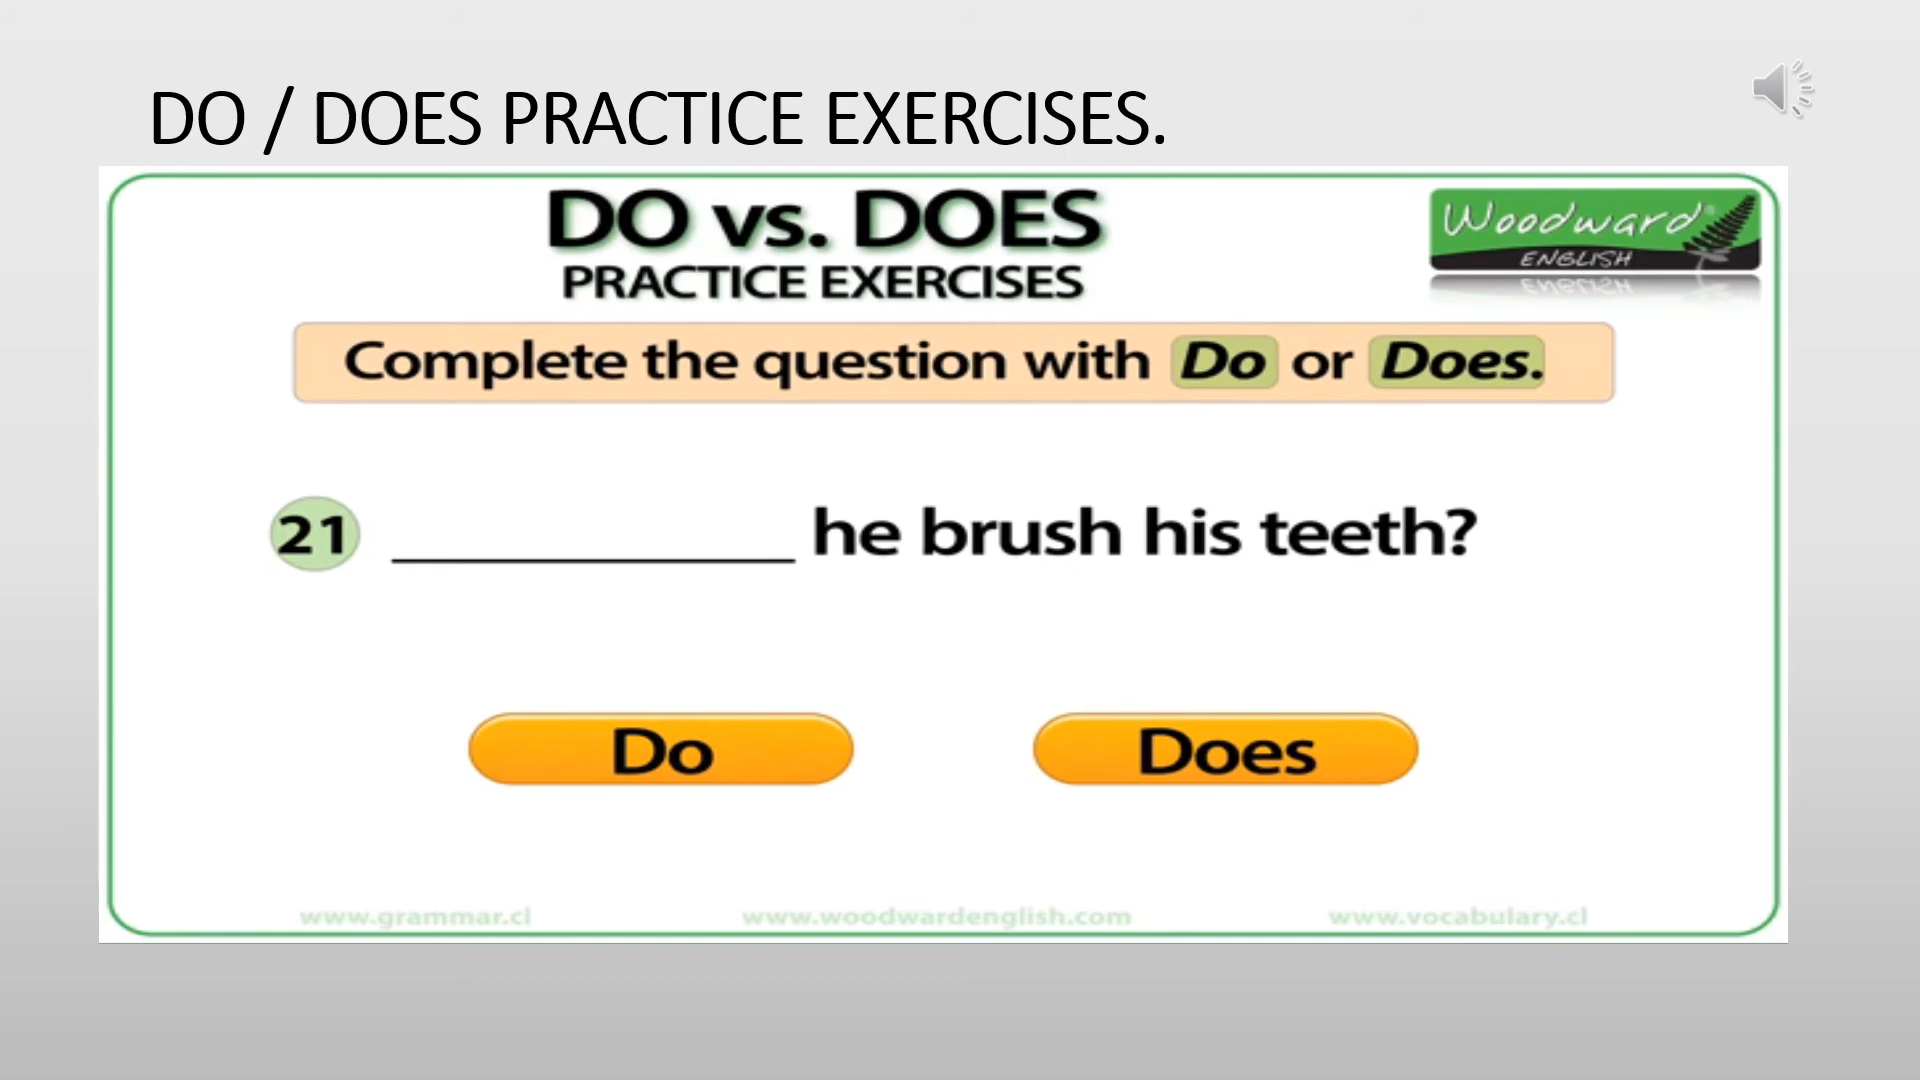 DO / DOES PRACTICE EXERCISES.
DO vs. DOES
PRACTICE EXERCISES
Woodward®
ENGLISH
Complete the question with Do or Does.
21 __________ he brush his teeth?
Do
Does
www.grammar.cl
www.woodwardenglish.com
www.vocabulary.cl